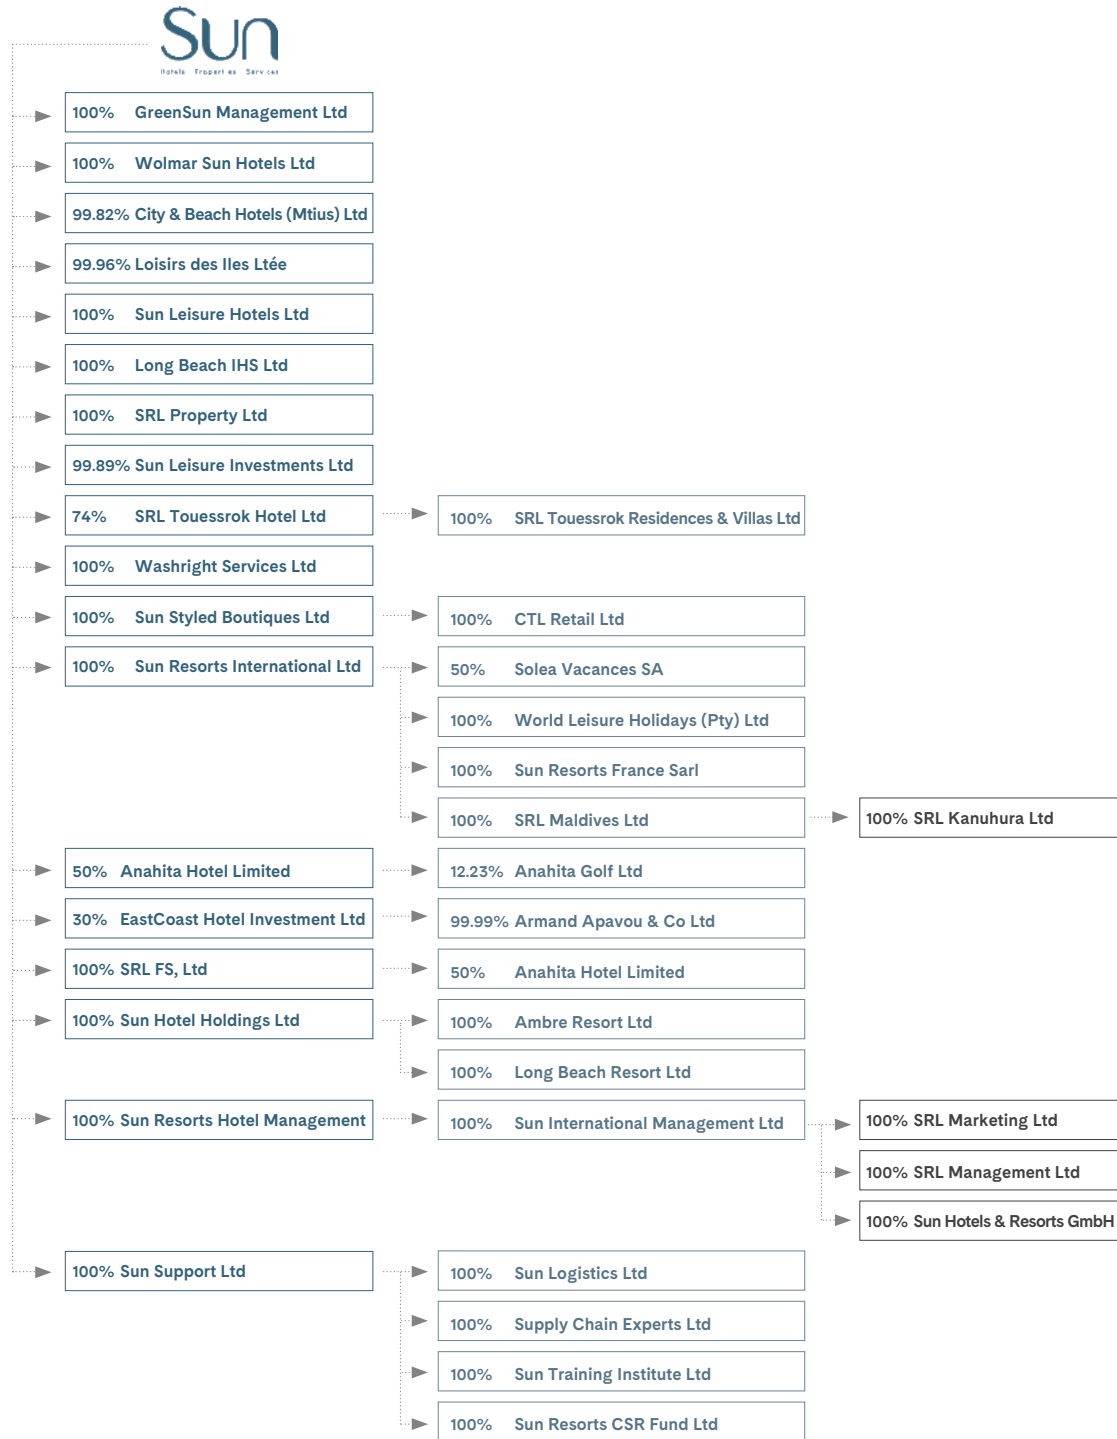 Sun
Hotels Properties Services
100% GreenSun Management Ltd
100% Wolmar Sun Hotels Ltd
99.82% City & Beach Hotels (Mtius) Ltd
99.96% Loisirs des Iles Ltée
100% Sun Leisure Hotels Ltd
100% Long Beach IHS Ltd
100% SRL Property Ltd
99.89% Sun Leisure Investments Ltd
74% SRL Touessrok Hotel Ltd
100% SRL Touessrok Residences & Villas Ltd
100% Washright Services Ltd
100% Sun Styled Boutiques Ltd
100% CTL Retail Ltd
100% Sun Resorts International Ltd
50% Solea Vacances SA
100% World Leisure Holidays (Pty) Ltd
100% Sun Resorts France Sarl
100% SRL Maldives Ltd
100% SRL Kanuhura Ltd
50% Anahita Hotel Limited
12.23% Anahita Golf Ltd
30% EastCoast Hotel Investment Ltd
99.99% Armand Apavou & Co Ltd
100% SRL FS, Ltd
50% Anahita Hotel Limited
100% Sun Hotel Holdings Ltd
100% Ambre Resort Ltd
100% Long Beach Resort Ltd
100% Sun Resorts Hotel Management
100% Sun International Management Ltd
100% SRL Marketing Ltd
100% SRL Management Ltd
100% Sun Hotels & Resorts GmbH
100% Sun Support Ltd
100% Sun Logistics Ltd
100% Supply Chain Experts Ltd
100% Sun Training Institute Ltd
100% Sun Resorts CSR Fund Ltd